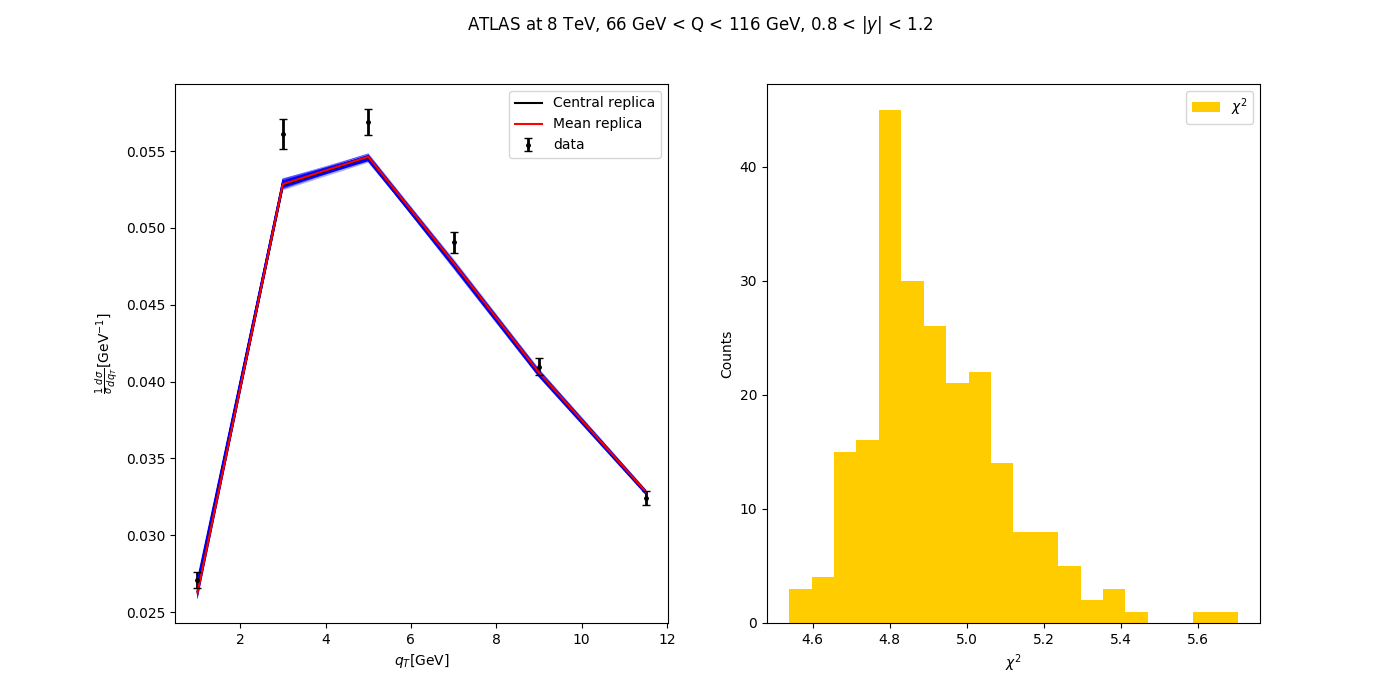 ATLAS at 8 TeV, 66 GeV < Q < 116 GeV, 0.8 < |y| < 1.2
Central replica
Mean replica
data
0.055
0.050
0.045
0.040
0.035
0.030
0.025
1/σ dσ/dq_T [GeV⁻¹]
2 4 6 8 10 12
q_T[GeV]
χ²
40
30
20
10
0
Counts
4.6 4.8 5.0 5.2 5.4 5.6
χ²